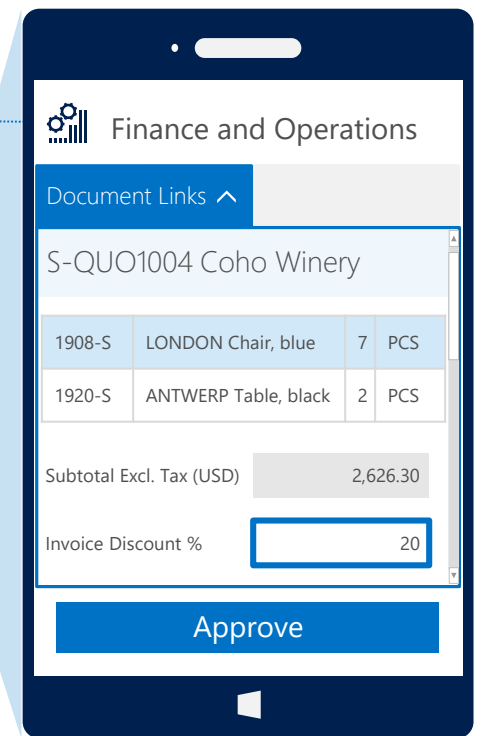 Finance and Operations
Document Links
S-QUO1004 Coho Winery
1908-S LONDON Chair, blue 7 PCS
1920-S ANTWERP Table, black 2 PCS
Subtotal Excl. Tax (USD) 2,626.30
Invoice Discount % 20
Approve